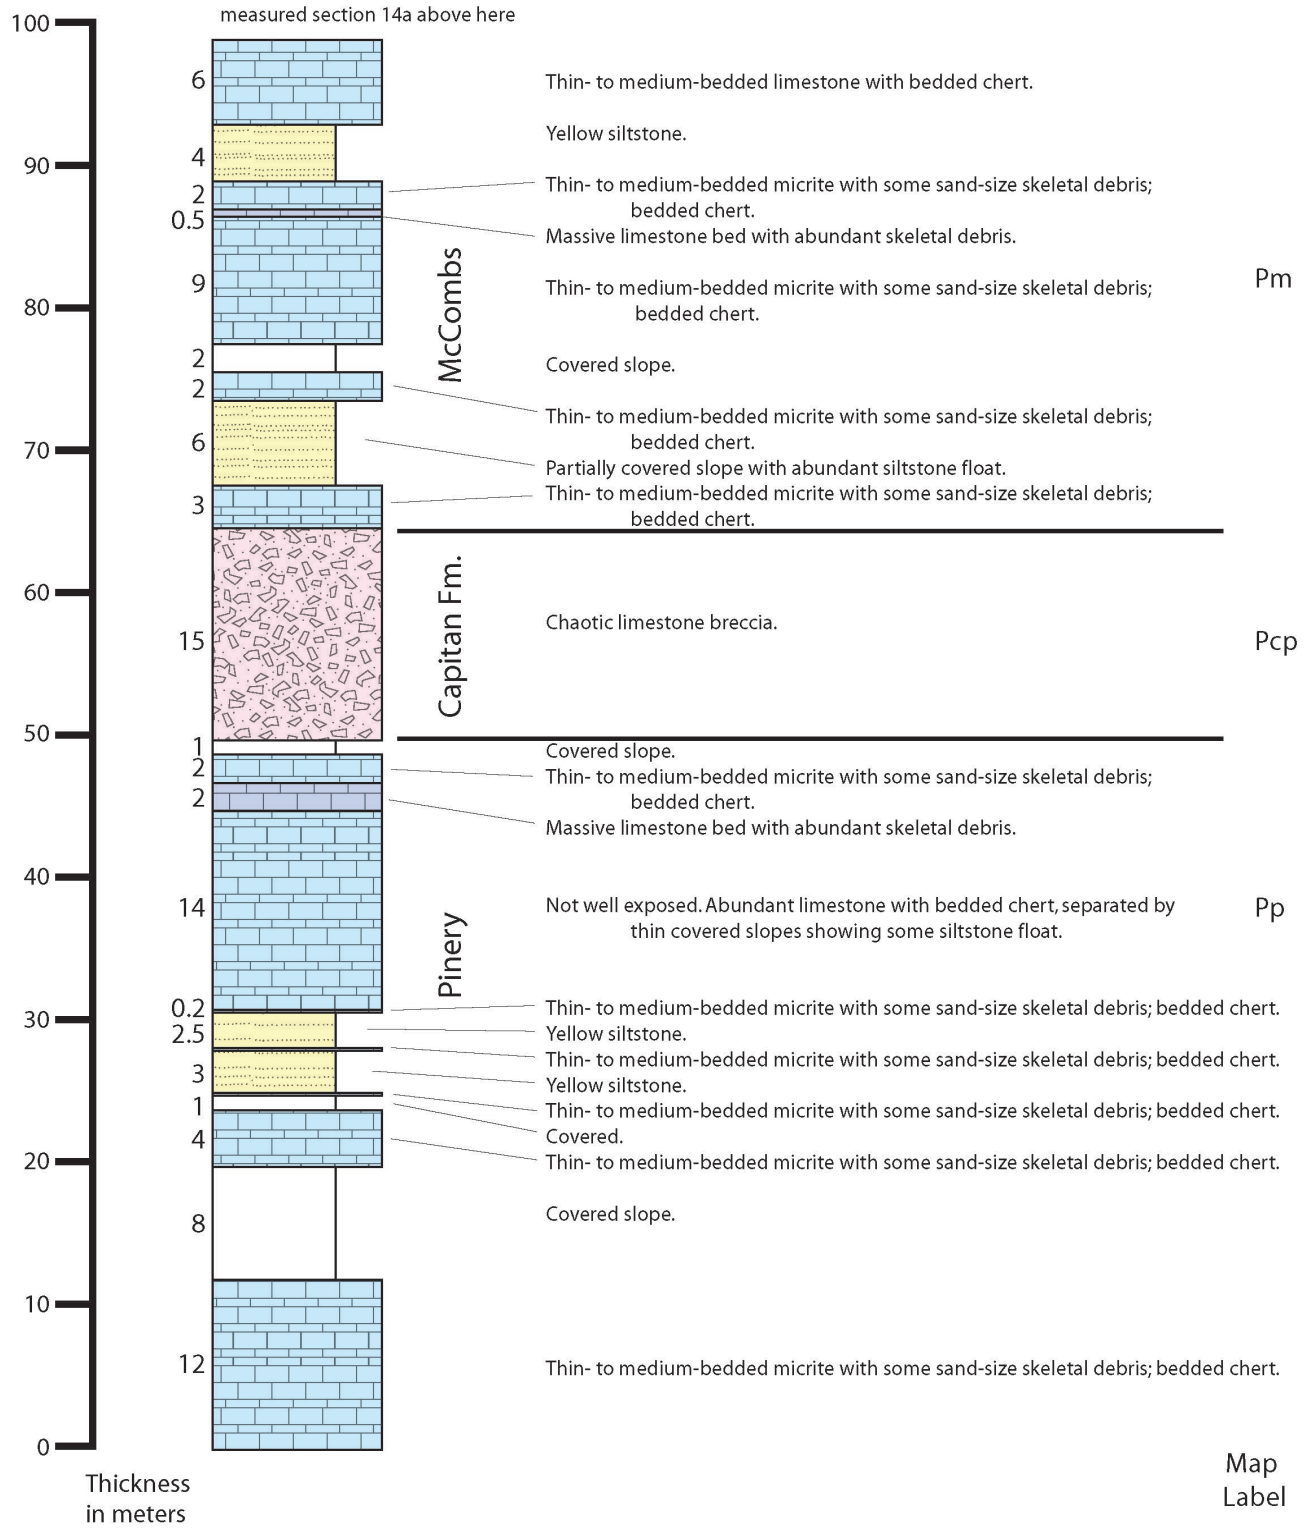 measured section 14a above here
100
6
Thin- to medium-bedded limestone with bedded chert.
Yellow siltstone.
4
90
2
Thin- to medium-bedded micrite with some sand-size skeletal debris;
bedded chert.
0.5
Massive limestone bed with abundant skeletal debris.
McCombs
Pm
9
Thin- to medium-bedded micrite with some sand-size skeletal debris;
bedded chert.
80
2
Covered slope.
2
Thin- to medium-bedded micrite with some sand-size skeletal debris;
bedded chert.
6
70
Partially covered slope with abundant siltstone float.
3
Thin- to medium-bedded micrite with some sand-size skeletal debris;
bedded chert.
60
Capitan Fm.
Chaotic limestone breccia.
15
Pcp
50
1
Covered slope.
2
Thin- to medium-bedded micrite with some sand-size skeletal debris;
bedded chert.
2
Massive limestone bed with abundant skeletal debris.
40
14
Pinery
Not well exposed. Abundant limestone with bedded chert, separated by
thin covered slopes showing some siltstone float.
Pp
0.2
Thin- to medium-bedded micrite with some sand-size skeletal debris; bedded chert.
30
2.5
Yellow siltstone.
Thin- to medium-bedded micrite with some sand-size skeletal debris; bedded chert.
3
Yellow siltstone.
Thin- to medium-bedded micrite with some sand-size skeletal debris; bedded chert.
1
Covered.
4
Thin- to medium-bedded micrite with some sand-size skeletal debris; bedded chert.
20
8
Covered slope.
10
12
Thin- to medium-bedded micrite with some sand-size skeletal debris; bedded chert.
0
Thickness
in meters
Map
Label